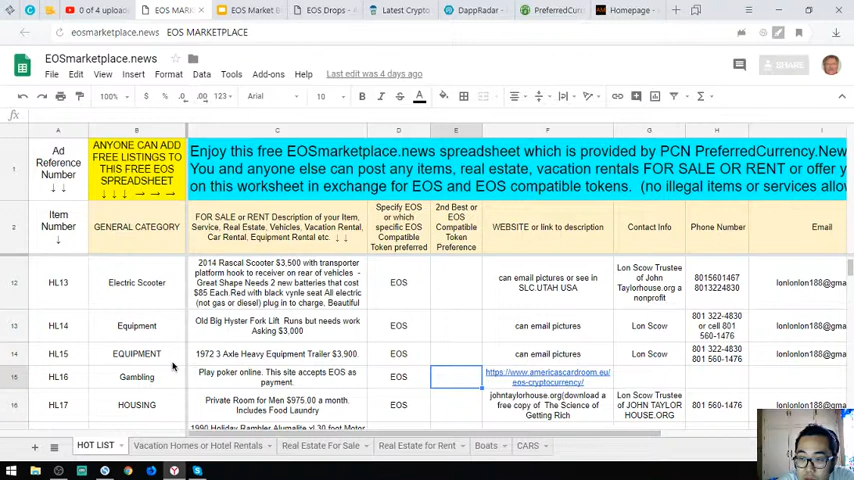 0 of 4 upload
EOS MARK
EOS Market B
EOS Drops -
Latest Crypto
DappRadar -
PreferredCurr
Homepage -
eosmarketplace.news EOS MARKETPLACE
EOSmarketplace.news
File Edit View Insert Format Data Tools Add-ons Help Last edit was 4 days ago
SHARE
100% $ % .0 .00 123 Arial 10 B I S A
fx
A B C D E F G H I
1
Ad
Reference
Number
↓ ↓
ANYONE CAN ADD
FREE LISTINGS TO
THIS FREE EOS
SPREADSHEET
↓ ↓ ↓ → → →
Enjoy this free EOSmarketplace.news spreadsheet which is provided by PCN PreferredCurrency.New
You and anyone else can post any items, real estate, vacation rentals FOR SALE OR RENT or offer y
on this worksheet in exchange for EOS and EOS compatible tokens. (no illegal items or services allow
2
Item
Number
↓
GENERAL CATEGORY
FOR SALE or RENT Description of your Item,
Service, Real Estate, Vehicles, Vacation Rental,
Car Rental, Equipment Rental etc. ↓ ↓
Specify EOS
or which
specific
EOS
Compatible
Token preferred
2nd Best or
EOS
Compatible
Token
Preference
WEBSITE or link to description
Contact Info
Phone Number
Email
12
HL13
Electric Scooter
2014 Rascal Scooter $3,500 with transporter
platform hook to receiver on rear of vehicles -
Great Shape Needs 2 new batteries that cost
$85 Each.Red with black vynle seat All electric
(not gas or diesel) plug in to charge, Beautiful
EOS
can email pictures or see in
SLC.UTAH USA
Lon Scow Trustee
of John
Taylorhouse.org a
nonprofit
8015601467
8013224830
lonlonlon188@gma
13
HL14
Equipment
Old Big Hyster Fork Lift Runs but needs work
Asking $3,000
EOS
can email pictures
Lon Scow
801 322-4830
or cell 801
560-1476
lonlonlon188@gma
14
HL15
EQUIPMENT
1972 3 Axle Heavy Equipment Trailer $3,900.
EOS
can email pictures
Lon Scow
801 322-4830
801 560-1476
lonlonlon188@gma
15
HL16
Gambling
Play poker online. This site accepts EOS as
payment.
EOS
https://www.americascardroom.eu/
eos-cryptocurrency/
16
HL17
HOUSING
Private Room for Men $975.00 a month.
Includes Food Laundry
EOS
johntaylorhouse.org(download a
free copy of The Science of
Getting Rich
Lon Scow Trustee
of JOHN TAYLOR
HOUSE.ORG
801 560-1476
lonlonlon188@gma
1990 Holiday Rambler Alumalite xl 30 foot Motor
HOT LIST
Vacation Homes or Hotel Rentals
Real Estate For Sale
Real Estate for Rent
Boats
CARS